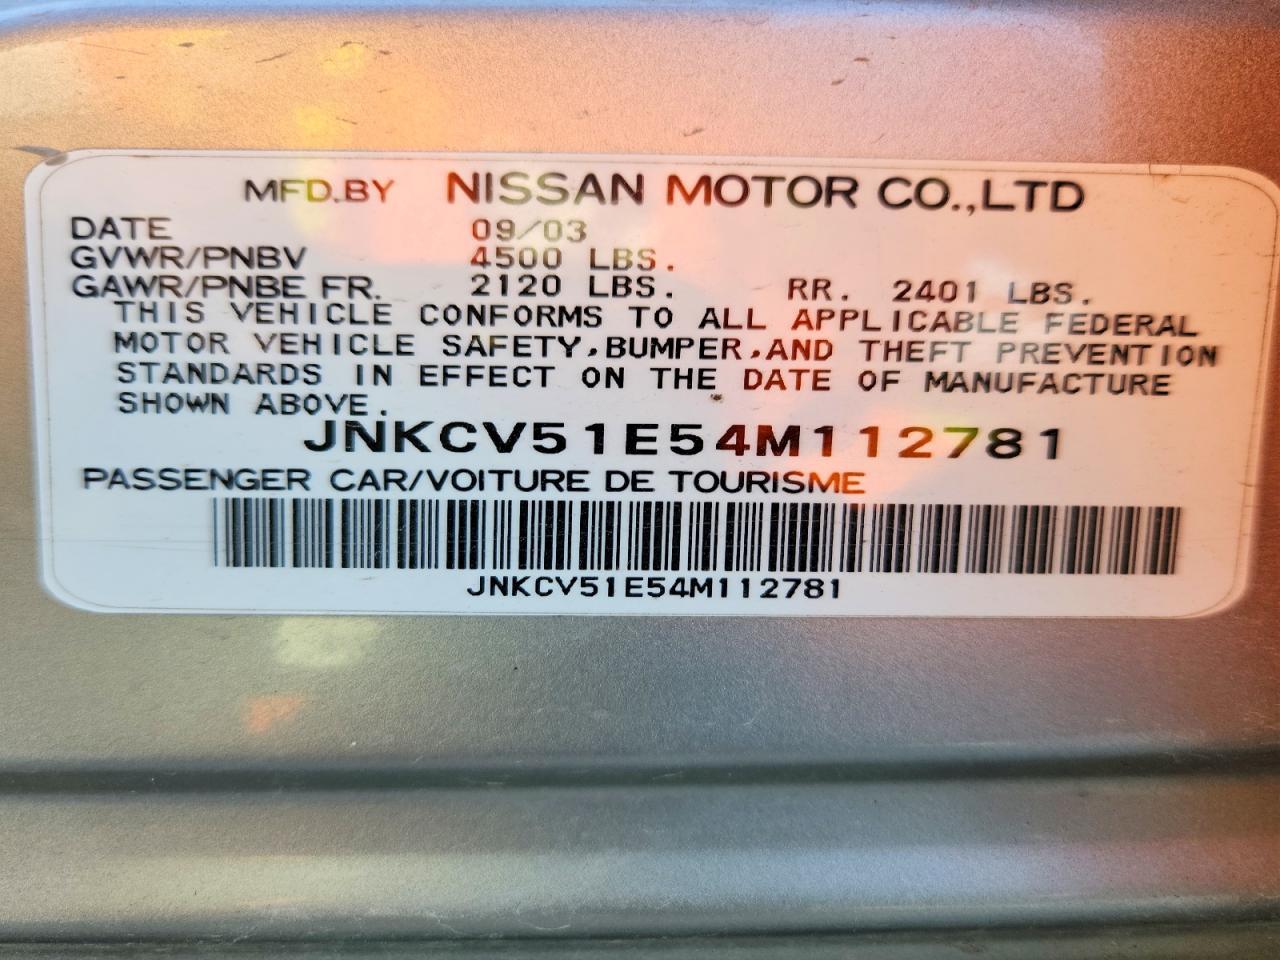 MFD.BY NISSAN MOTOR CO.,LTD
DATE 09/03
GVWR/PNBV 4500 LBS.
GAWR/PNBE FR. 2120 LBS. RR. 2401 LBS.
THIS VEHICLE CONFORMS TO ALL APPLICABLE FEDERAL
MOTOR VEHICLE SAFETY,BUMPER,AND THEFT PREVENTION
STANDARDS IN EFFECT ON THE DATE OF MANUFACTURE
SHOWN ABOVE.
JNKCV51E54M112781
PASSENGER CAR/VOITURE DE TOURISME
JNKCV51E54M112781